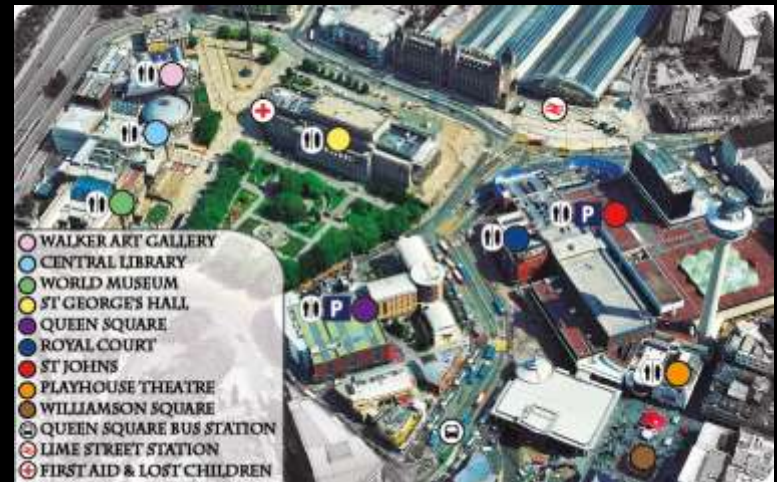 P
P
WALKER ART GALLERY
CENTRAL LIBRARY
WORLD MUSEUM
ST GEORGE'S HALL
QUEEN SQUARE
ROYAL COURT
ST JOHNS
PLAYHOUSE THEATRE
WILLIAMSON SQUARE
QUEEN SQUARE BUS STATION
LIME STREET STATION
FIRST AID & LOST CHILDREN